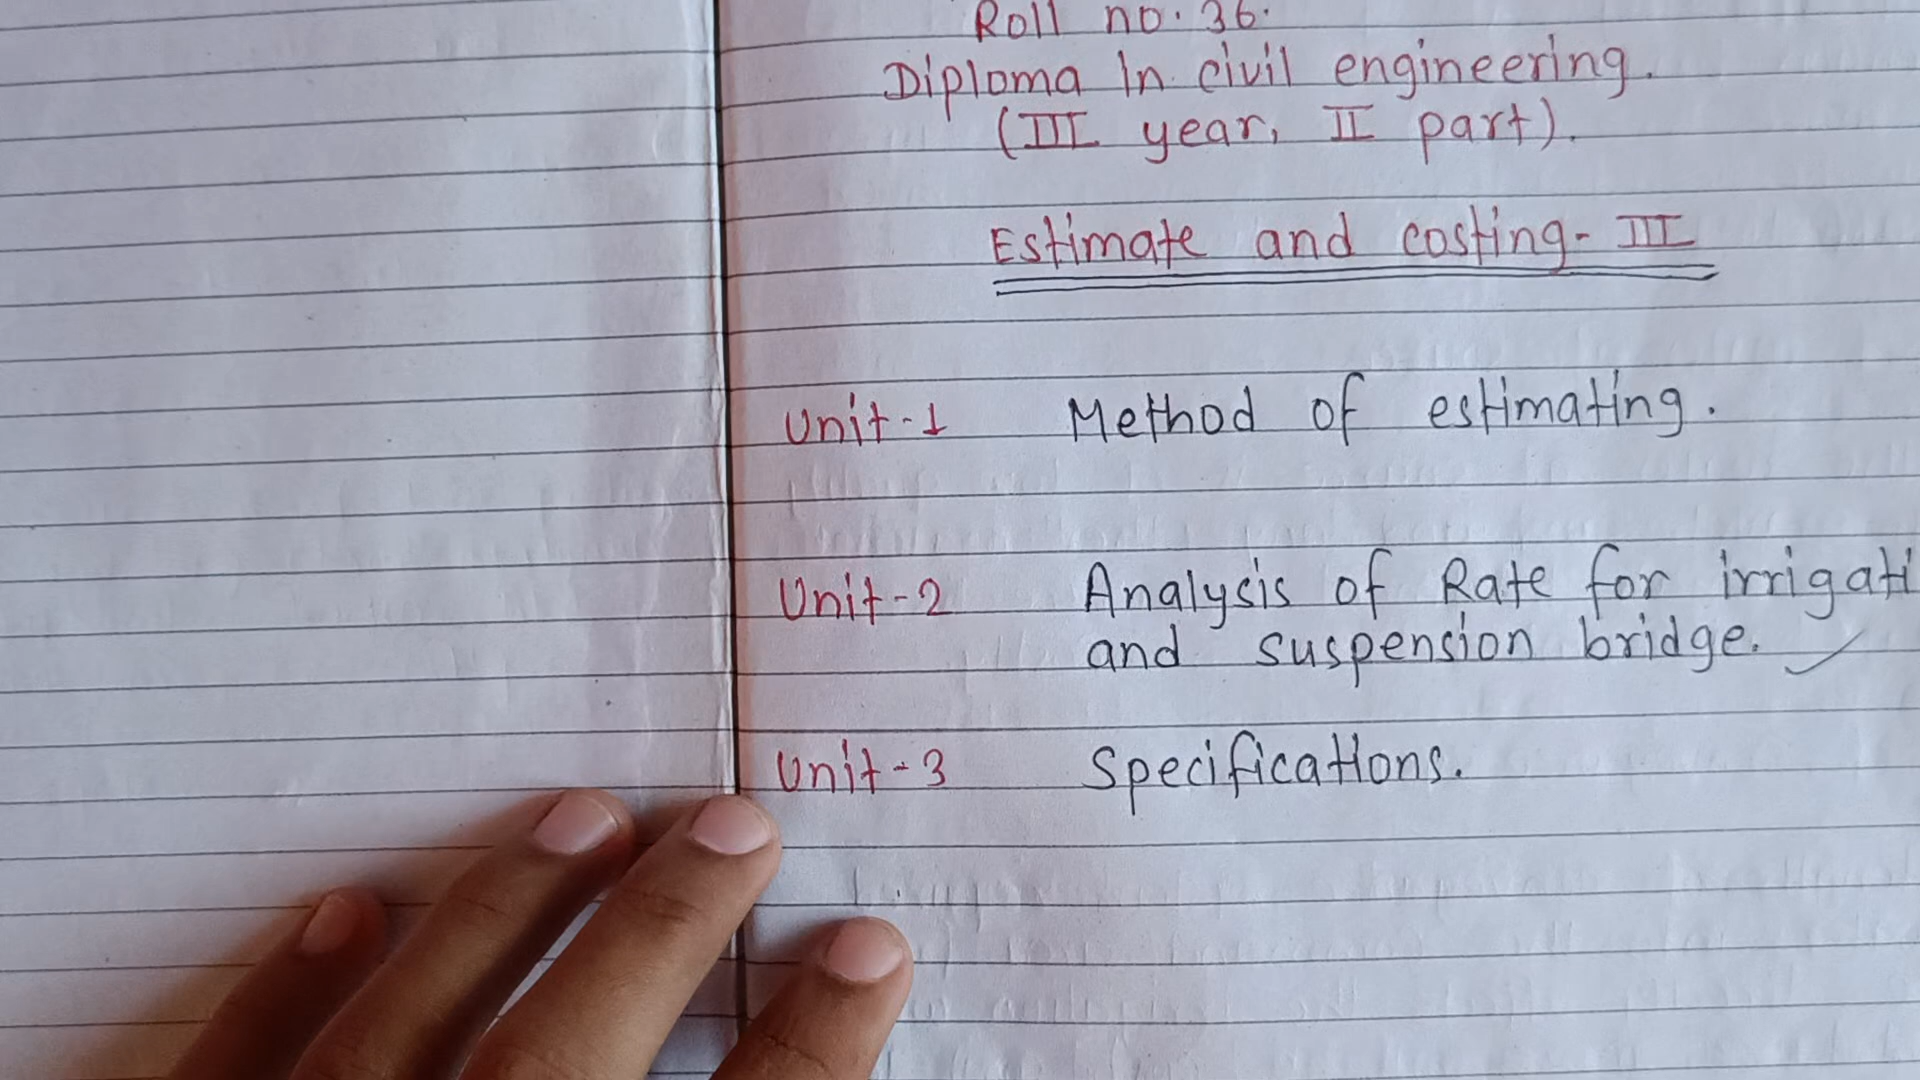 Roll no. 36.
Diploma In civil engineering.
(III year, II part).
Estimate and costing- III
Unit-1 Method of estimating.
Unit-2 Analysis of Rate for irrigati
and suspension bridge.
Unit-3 Specifications.